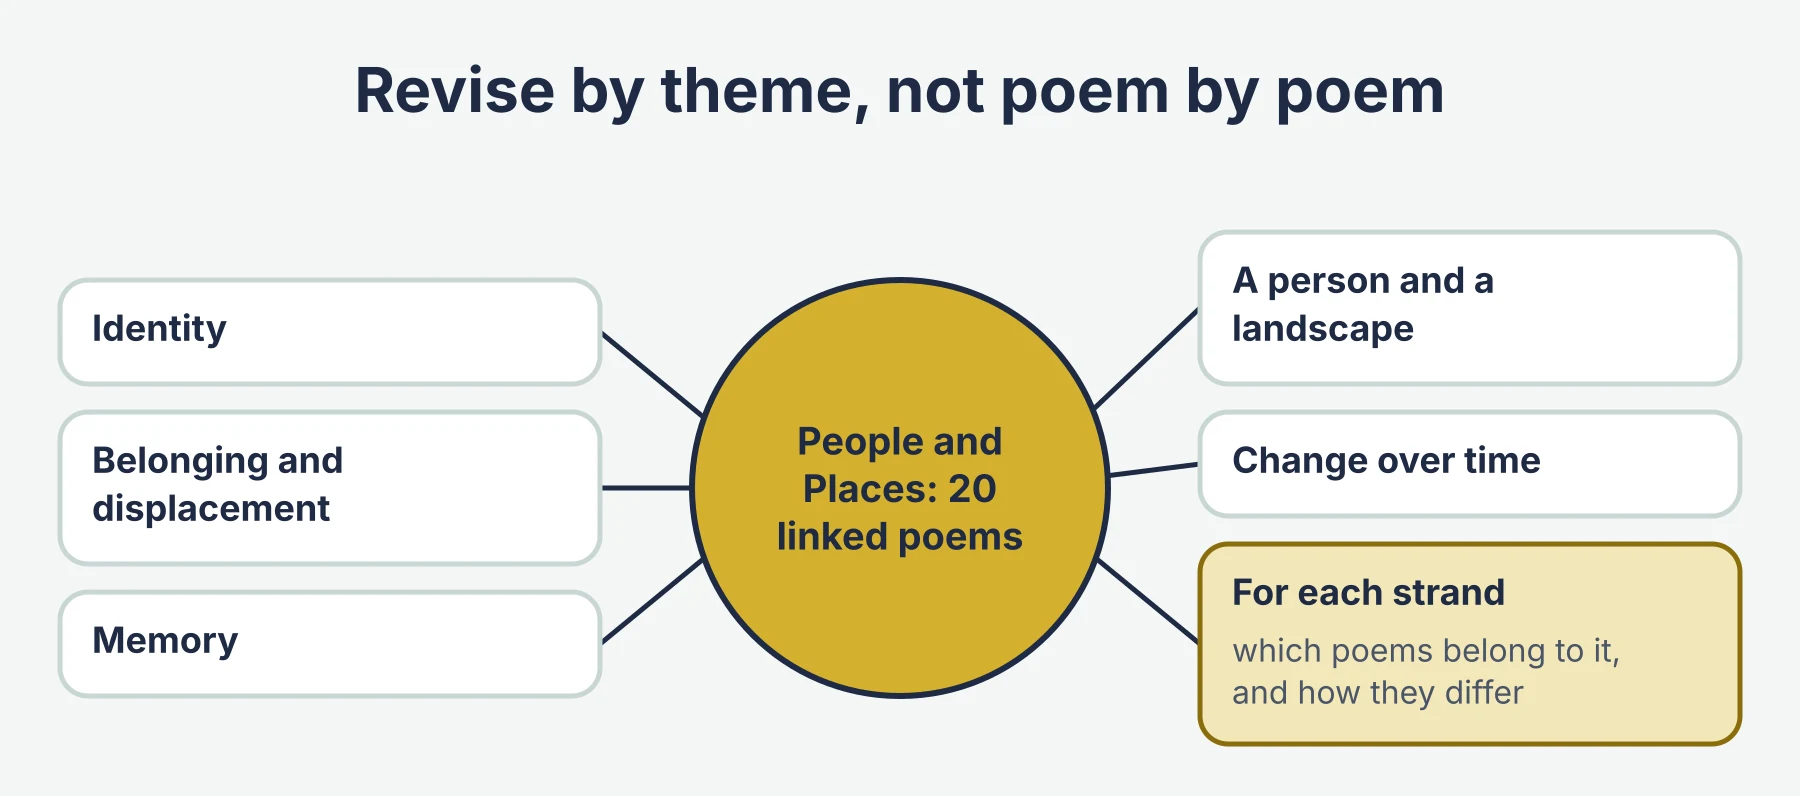 Revise by theme, not poem by poem
Identity
Belonging and
displacement
Memory
People and
Places: 20
linked poems
A person and a
landscape
Change over time
For each strand
which poems belong to it,
and how they differ